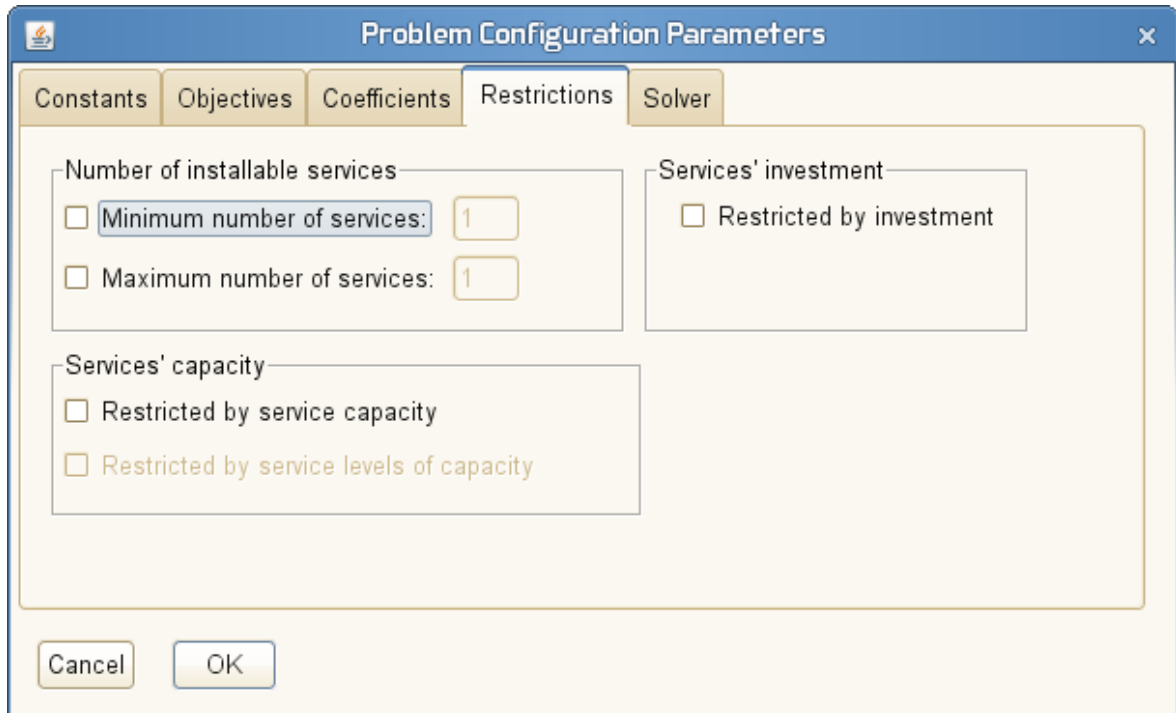 Problem Configuration Parameters
Constants
Objectives
Coefficients
Restrictions
Solver
Number of installable services
Minimum number of services: 1
Maximum number of services: 1
Services' investment
Restricted by investment
Services' capacity
Restricted by service capacity
Restricted by service levels of capacity
Cancel
OK